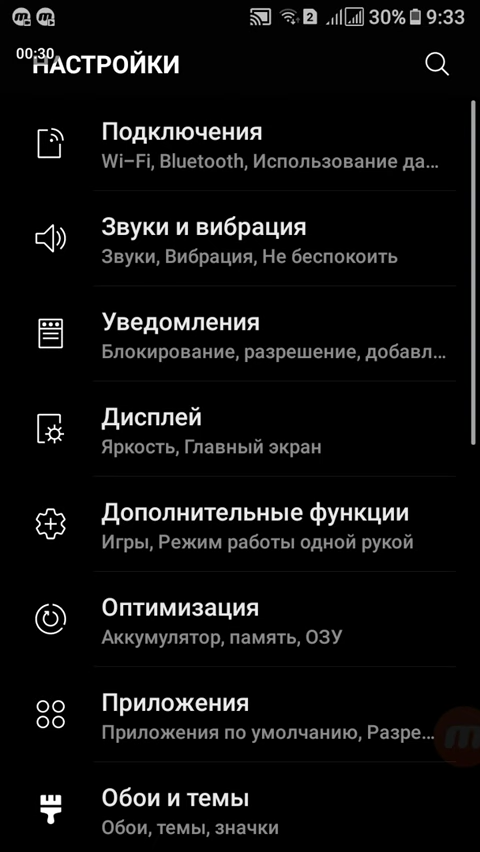 2 30% 9:33
00:30
НАСТРОЙКИ
Подключения
Wi-Fi, Bluetooth, Использование да...
Звуки и вибрация
Звуки, Вибрация, Не беспокоить
Уведомления
Блокирование, разрешение, добавл...
Дисплей
Яркость, Главный экран
Дополнительные функции
Игры, Режим работы одной рукой
Оптимизация
Аккумулятор, память, ОЗУ
Приложения
Приложения по умолчанию, Разре...
Обои и темы
Обои, темы, значки